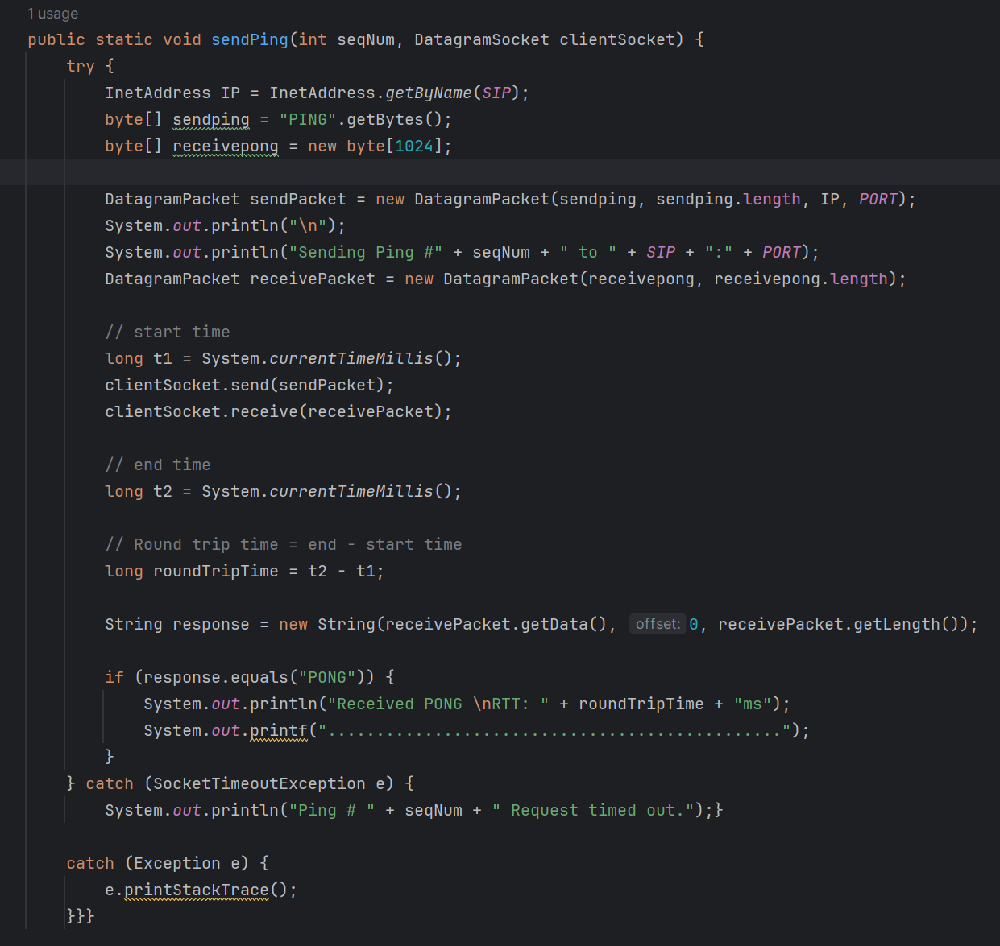 1 usage
public static void sendPing(int seqNum, DatagramSocket clientSocket) {
    try {
        InetAddress IP = InetAddress.getByName(SIP);
        byte[] sendping = "PING".getBytes();
        byte[] receivepong = new byte[1024];

        DatagramPacket sendPacket = new DatagramPacket(sendping, sendping.length, IP, PORT);
        System.out.println("\n");
        System.out.println("Sending Ping #" + seqNum + " to " + SIP + ":" + PORT);
        DatagramPacket receivePacket = new DatagramPacket(receivepong, receivepong.length);

        // start time
        long t1 = System.currentTimeMillis();
        clientSocket.send(sendPacket);
        clientSocket.receive(receivePacket);

        // end time
        long t2 = System.currentTimeMillis();

        // Round trip time = end - start time
        long roundTripTime = t2 - t1;

        String response = new String(receivePacket.getData(), offset: 0, receivePacket.getLength());

        if (response.equals("PONG")) {
            System.out.println("Received PONG \nRTT: " + roundTripTime + "ms");
            System.out.printf("...............................................");
        }
    } catch (SocketTimeoutException e) {
        System.out.println("Ping # " + seqNum + " Request timed out.");}

    catch (Exception e) {
        e.printStackTrace();
    }}}